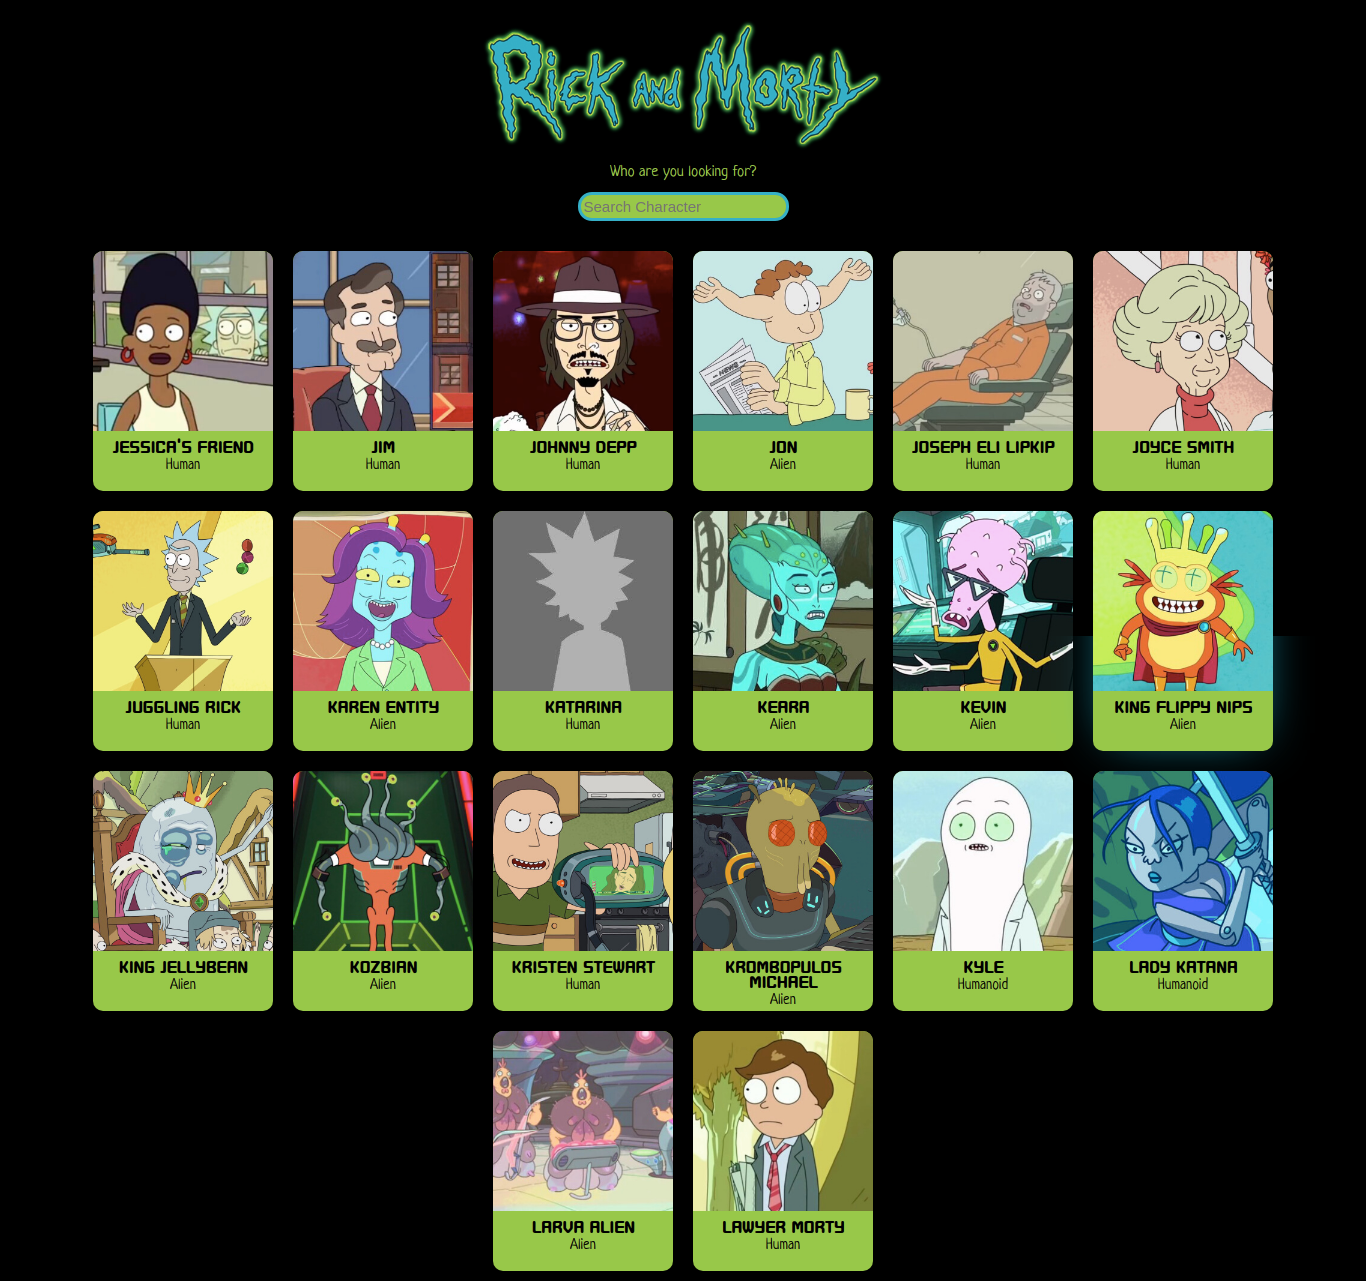 Rick and Morty
Who are you looking for?
Search Character
JESSICA'S FRIEND
Human
JIM
Human
JOHNNY DEPP
Human
JON
Alien
JOSEPH ELI LIPKIP
Human
JOYCE SMITH
Human
JUGGLING RICK
Human
KAREN ENTITY
Alien
KATARINA
Human
KEARA
Alien
KEVIN
Alien
KING FLIPPY NIPS
Alien
KING JELLYBEAN
Alien
KOZBIAN
Alien
KRISTEN STEWART
Human
KROMBOPULOS
MICHAEL
Alien
KYLE
Humanoid
LADY KATANA
Humanoid
LARVA ALIEN
Alien
LAWYER MORTY
Human